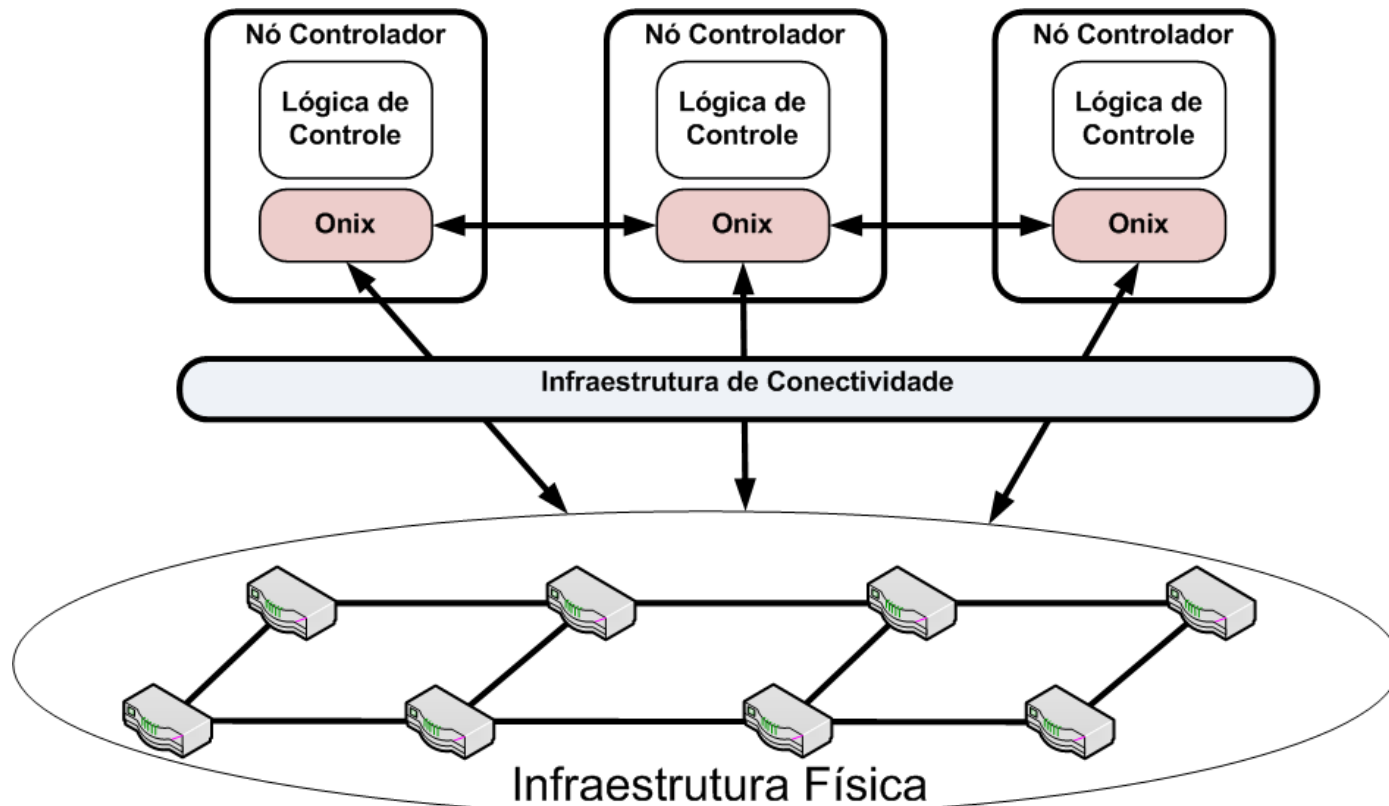 Nó Controlador
Lógica de
Controle
Onix
Nó Controlador
Lógica de
Controle
Onix
Nó Controlador
Lógica de
Controle
Onix
Infraestrutura de Conectividade
Infraestrutura Física